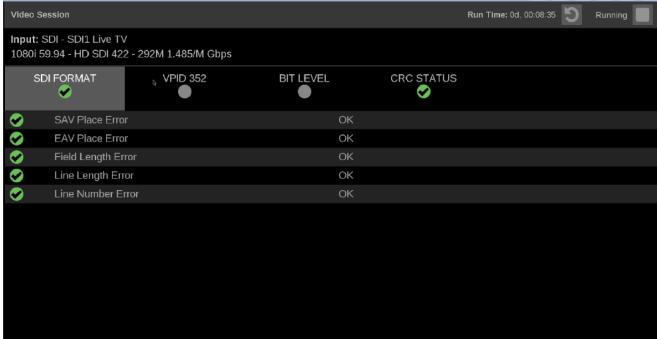 Video Session Run Time: 0d, 00:08:35 Running
Input: SDI - SDI1 Live TV
1080i 59.94 - HD SDI 422 - 292M 1.485/M Gbps
SDI FORMAT VPID 352 BIT LEVEL CRC STATUS
SAV Place Error OK
EAV Place Error OK
Field Length Error OK
Line Length Error OK
Line Number Error OK